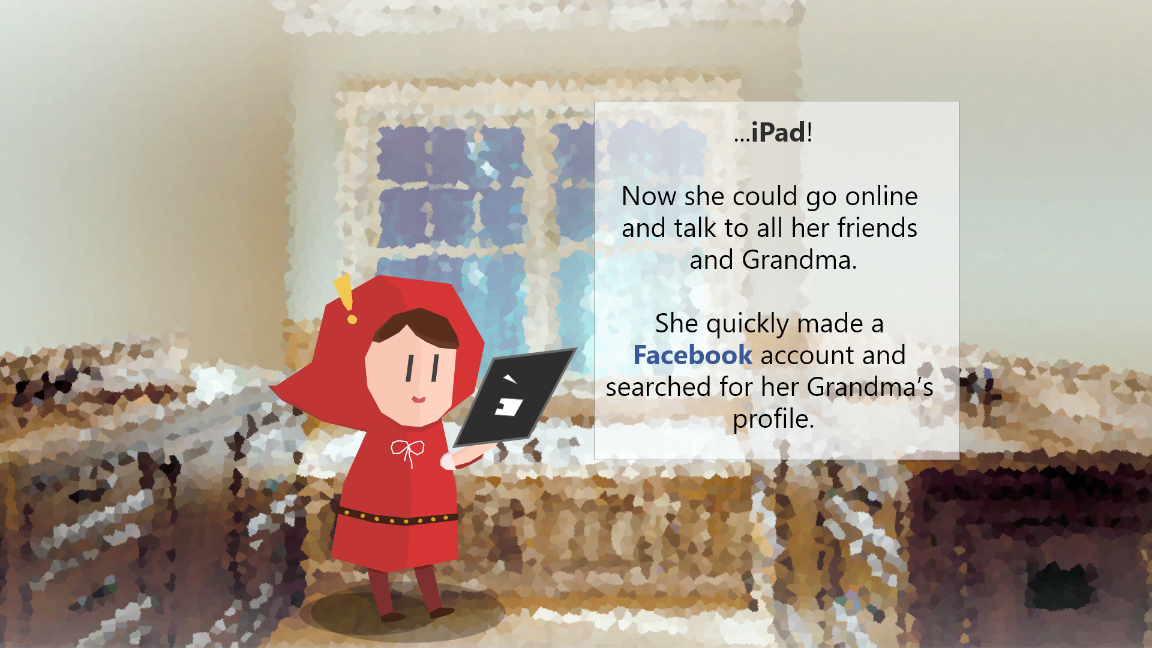 ...iPad!
Now she could go online
and talk to all her friends
and Grandma.
She quickly made a
Facebook account and
searched for her Grandma’s
profile.